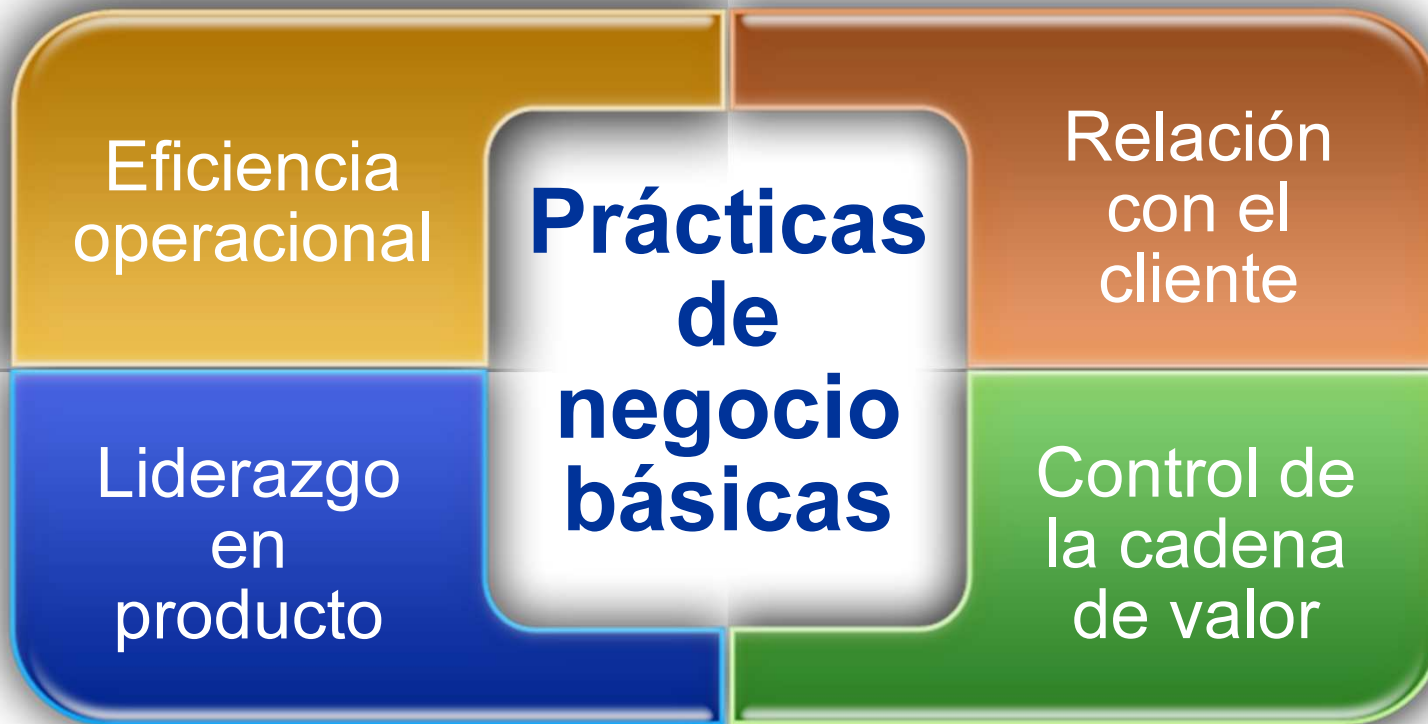 Eficiencia
operacional
Relación
con el
cliente
Prácticas
de
negocio
básicas
Liderazgo
en
producto
Control de
la cadena
de valor